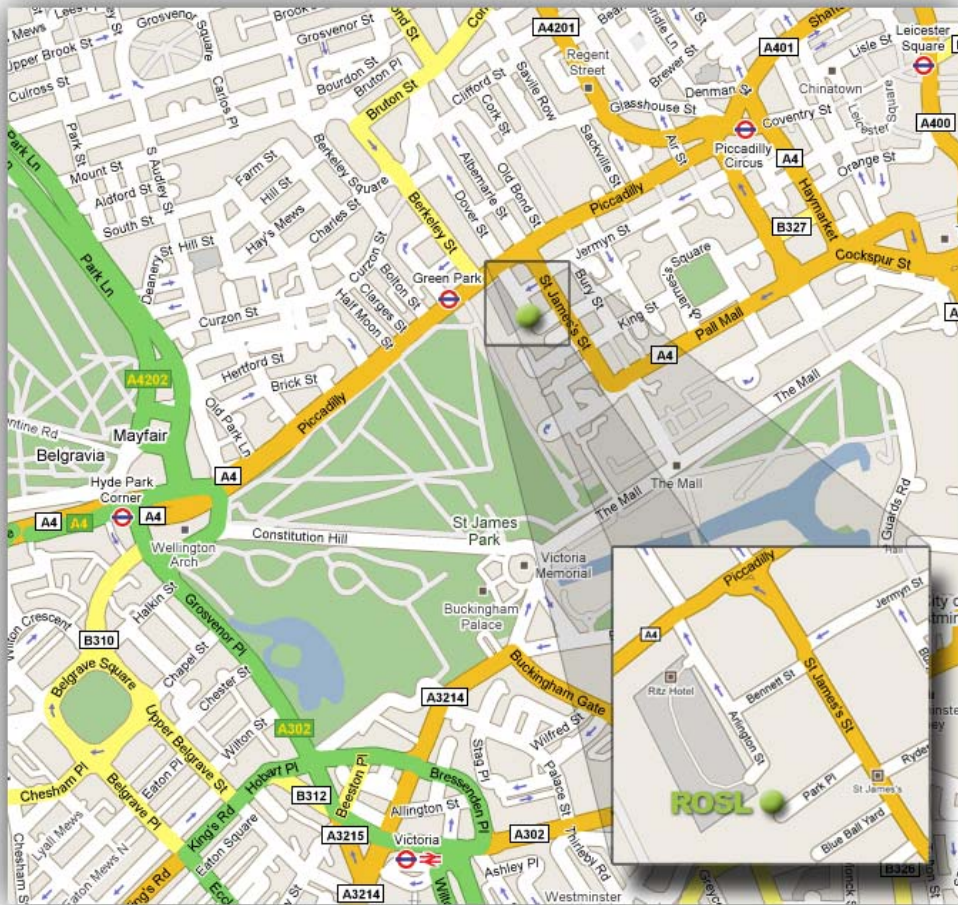 Grosvenor St
Upper Brook St
Grosvenor Square
Brook St
Grosvenor St
Culross St
Carlos Pl
Bourdon St
Bruton Pl
Bruton St
Clifford St
Cork St
Saville Row
A4201
Regent Street
Brewer St
A401
Lisle St
Leicester Square
Denman St
Chinatown
Glasshouse St
Coventry St
Leicester Square
A400
Park Ln
Park St
Mount St
Aldford St
S Audley St
South St
Farm St
Hill St
Hay's Mews
Charles St
Berkeley Square
Berkeley St
Albemarle St
Dover St
Old Bond St
Sackville St
Air St
Piccadilly Circus
A4
Orange St
Haymarket
Piccadilly
Jermyn St
B327
Cockspur St
Park Ln
Deanery St
Hill St
Curzon St
Bolton St
Clarges St
Half Moon St
Green Park
St James's St
Bury St
King St
St James's Square
Pall Mall
A4
Curzon St
Hertford St
Brick St
Old Park Ln
Piccadilly
A4202
The Mall
Mayfair
Belgravia
Hyde Park Corner
A4
A4
A4
A4
Wellington Arch
Constitution Hill
St James Park
The Mall
The Mall
Guards Rd
Victoria Memorial
Buckingham Palace
Halkin St
Grosvenor Pl
Wilton Crescent
B310
Chapel St
Chester St
Wilton St
Belgrave Square
Upper Belgrave St
A302
A3214
Buckingham Gate
Wilfred St
Stag Pl
Palace St
Chesham Pl
Belgrave Pl
Eaton Pl
Hobart Pl
Beeston Pl
Bressenden Pl
B312
Allington St
King's Rd
Eaton Square
Lyall Mews
Eaton Mews N
A3215
Victoria
A302
Ashley Pl
Thirleby Rd
A3214
Westminster
Piccadilly
Jermyn St
A4
Ritz Hotel
Bennett St
Arlington St
St James's St
Park Pl
Ryder
St James's
ROSL
Blue Ball Yard
B326